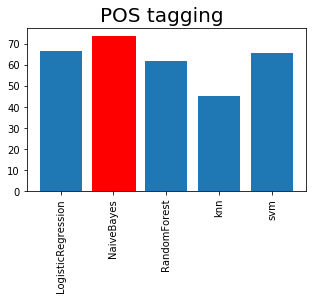 POS tagging
70
60
50
40
30
20
10
0
LogisticRegression
NaiveBayes
RandomForest
knn
svm